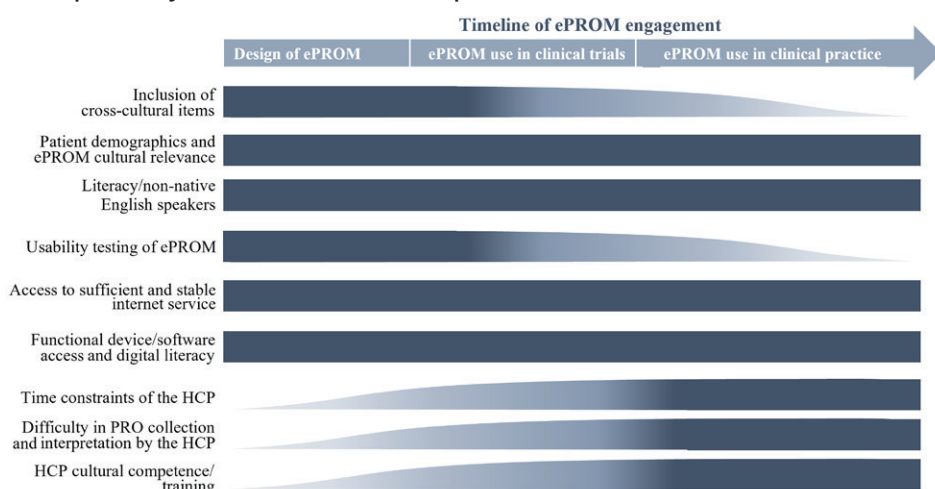 Timeline of ePROM engagement
Design of ePROM
ePROM use in clinical trials
ePROM use in clinical practice
Inclusion of
cross-cultural items
Patient demographics and
ePROM cultural relevance
Literacy/non-native
English speakers
Usability testing of ePROM
Access to sufficient and stable
internet service
Functional device/software
access and digital literacy
Time constraints of the HCP
Difficulty in PRO collection
and interpretation by the HCP
HCP cultural competence/
training